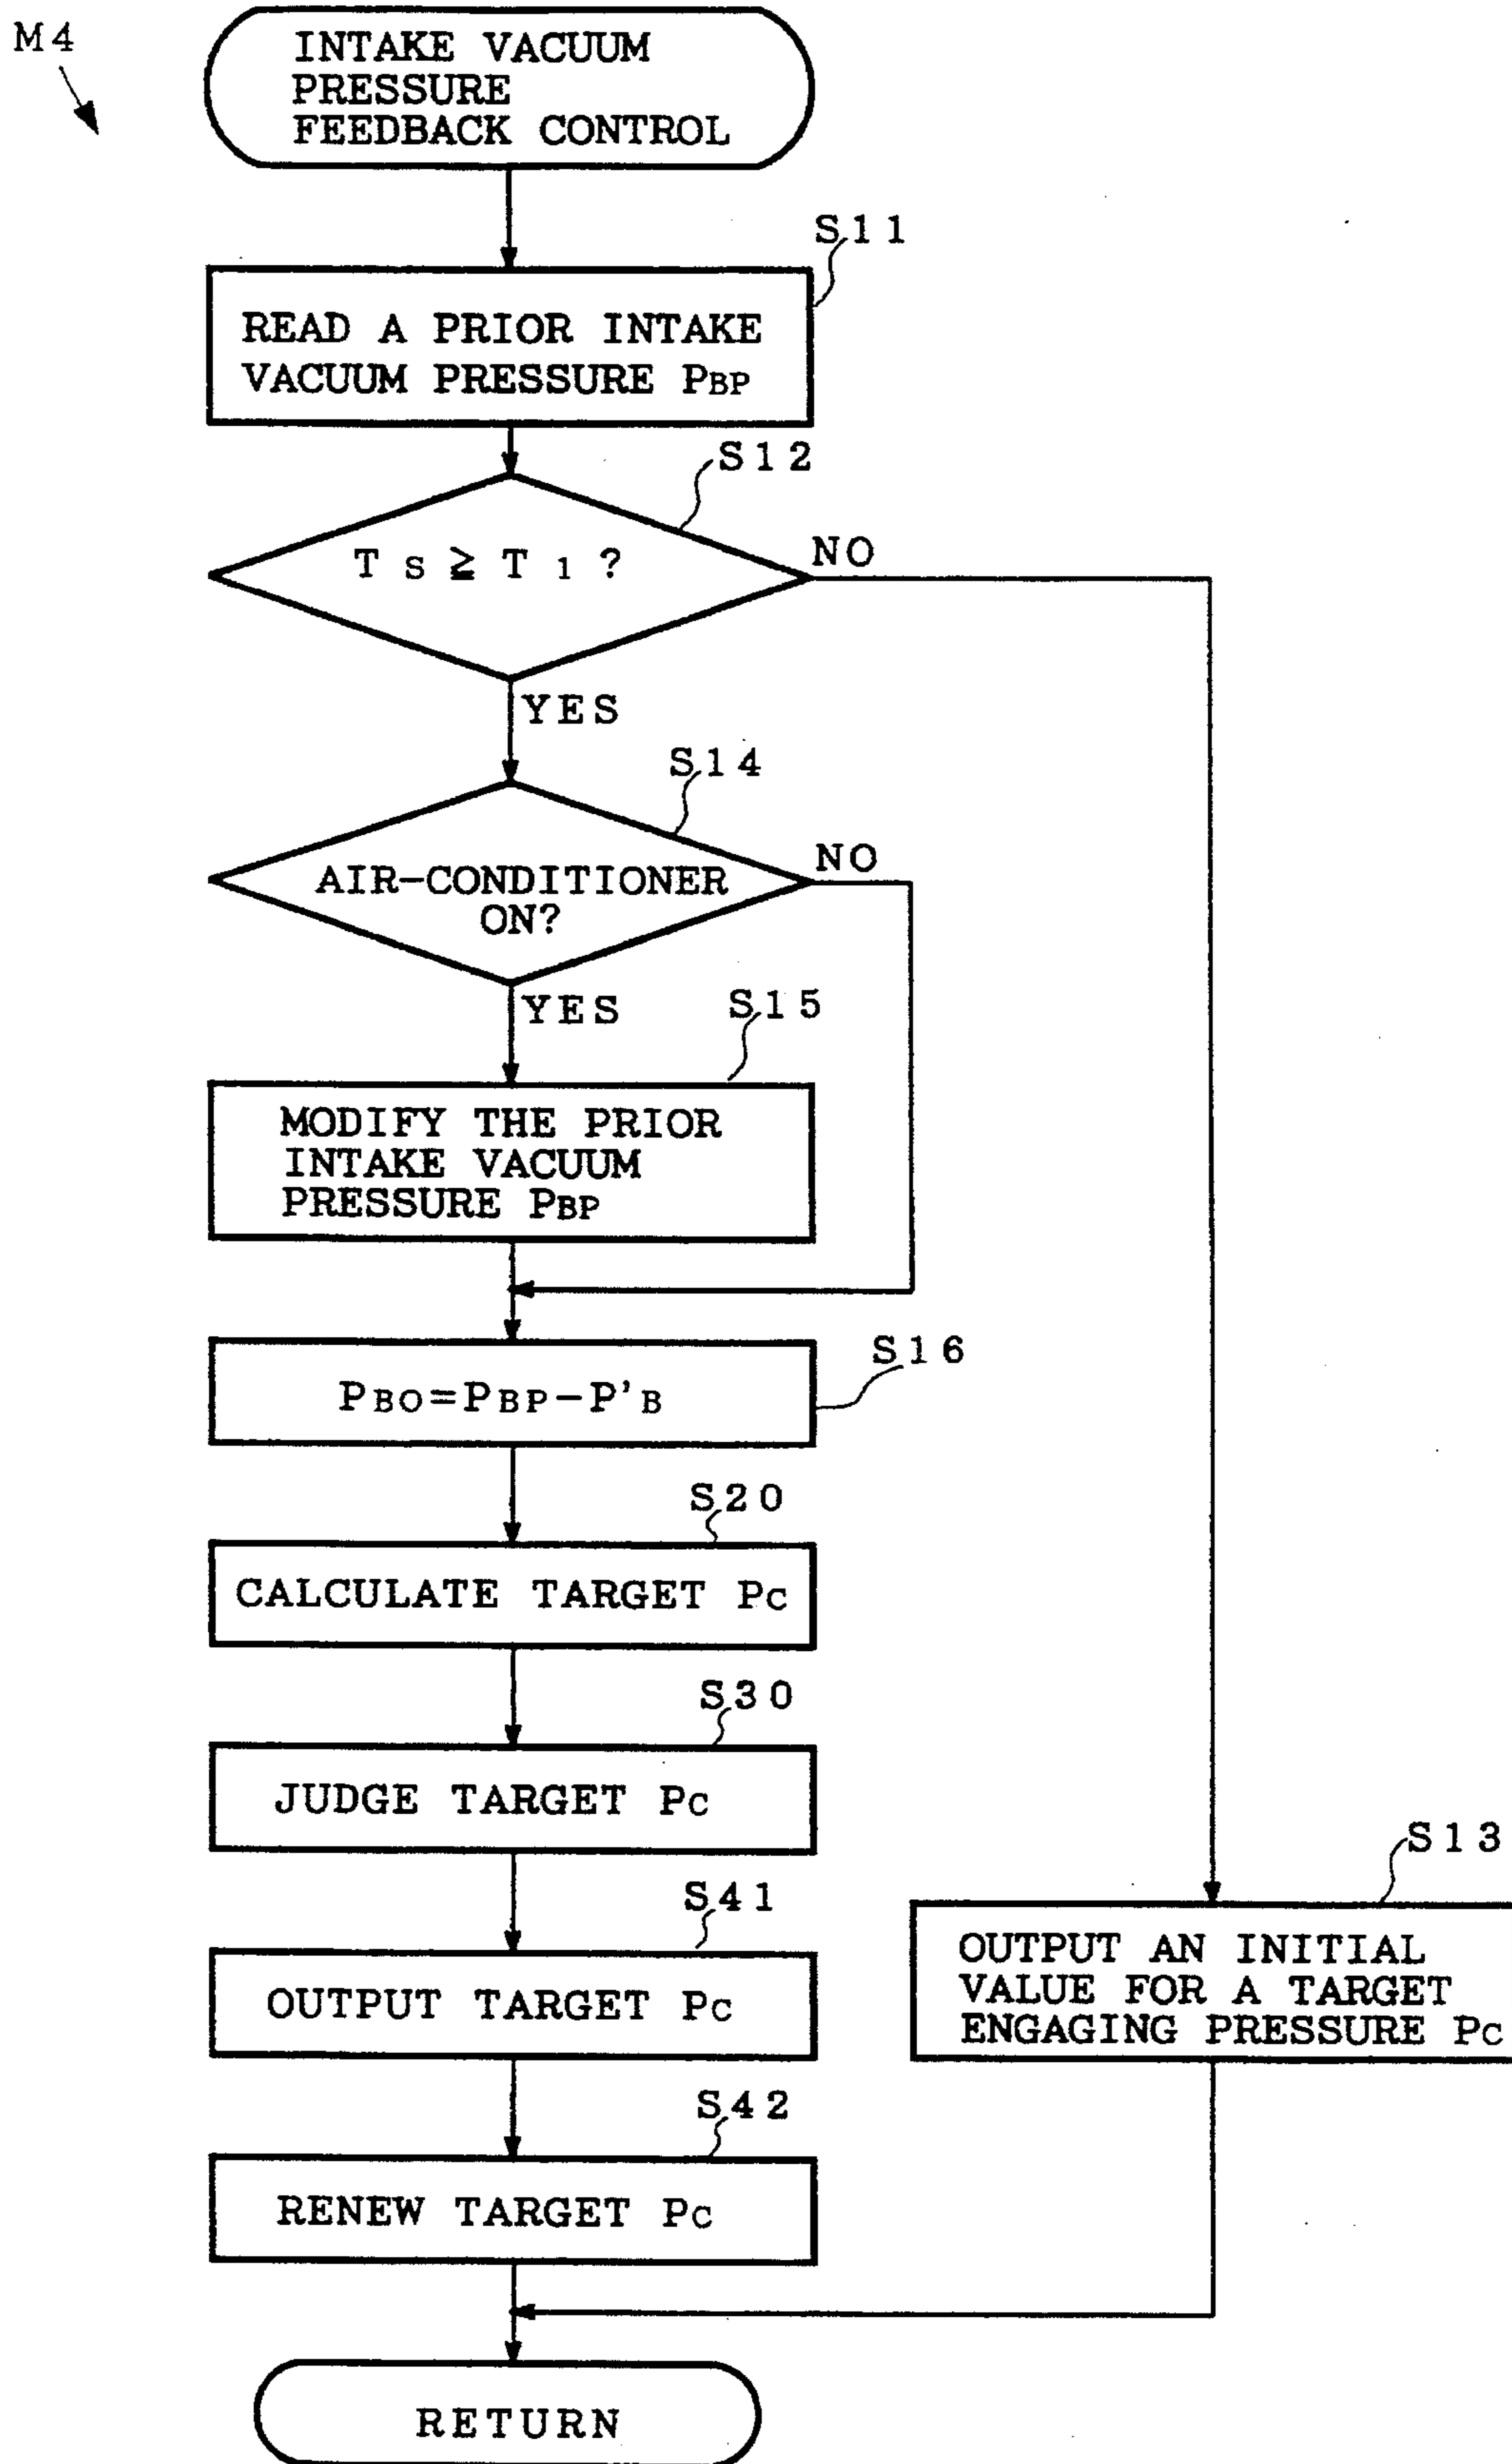 M4
INTAKE VACUUM
PRESSURE
FEEDBACK CONTROL
S11
READ A PRIOR INTAKE
VACUUM PRESSURE PBP
S12
TS ≧ T1 ?
NO
YES
S14
AIR-CONDITIONER
ON?
NO
YES
S15
MODIFY THE PRIOR
INTAKE VACUUM
PRESSURE PBP
S16
PBO=PBP-P'B
S20
CALCULATE TARGET PC
S30
JUDGE TARGET PC
S41
OUTPUT TARGET PC
S13
OUTPUT AN INITIAL
VALUE FOR A TARGET
ENGAGING PRESSURE PC
S42
RENEW TARGET PC
RETURN